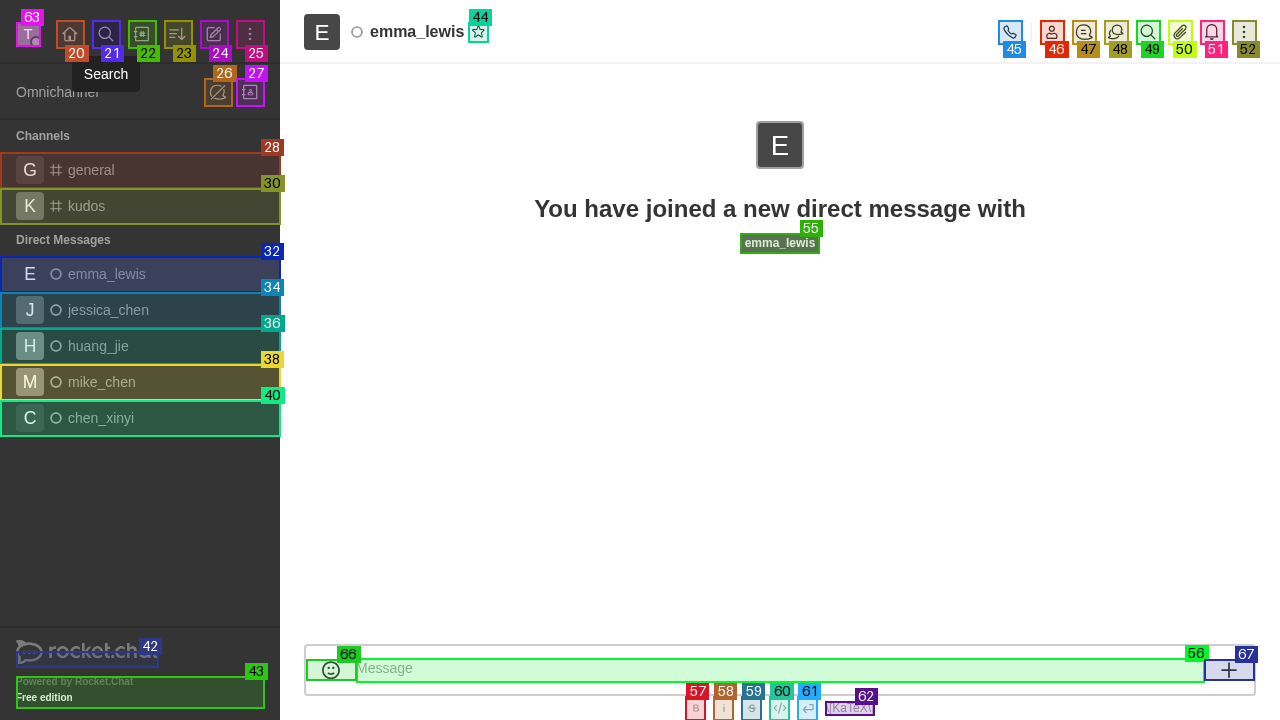 63
T
20
21
22
23
24
25
Search
26
27
Omnichannel
Channels
28
G general
30
K kudos
Direct Messages
32
E emma_lewis
34
J jessica_chen
36
H huang_jie
38
M mike_chen
40
C chen_xinyi
42
rocket.chat
43
Powered by Rocket.Chat
Free edition
E emma_lewis
44
45
46
47
48
49
50
51
52
E
You have joined a new direct message with
55
emma_lewis
66
56
67
Message
57
58
59
60
61
62
B
i
S
</>
\(KaTeX\)